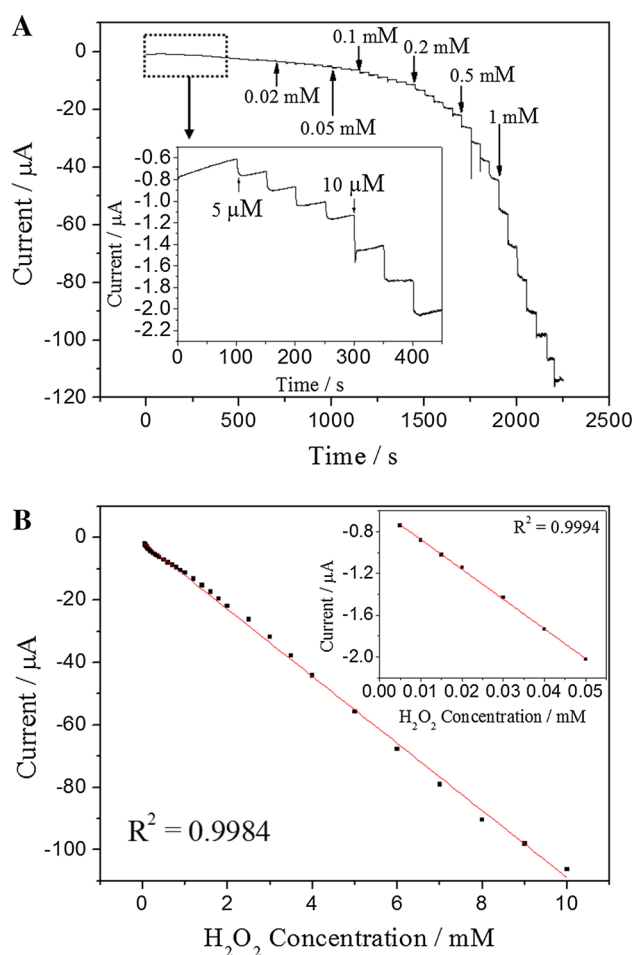 A
0
-20
-40
-60
-80
-100
-120
Current / µA
0.1 mM
0.2 mM
0.5 mM
1 mM
0.02 mM
0.05 mM
-0.6
-0.8
-1.0
-1.2
-1.4
-1.6
-1.8
-2.0
-2.2
Current / µA
5 µM
10 µM
0 100 200 300 400
Time / s
0 500 1000 1500 2000 2500
Time / s
B
0
-20
-40
-60
-80
-100
Current / µA
R² = 0.9994
-0.8
-1.2
-1.6
-2.0
Current / µA
0.00 0.01 0.02 0.03 0.04 0.05
H₂O₂ Concentration / mM
R² = 0.9984
0 2 4 6 8 10
H₂O₂ Concentration / mM